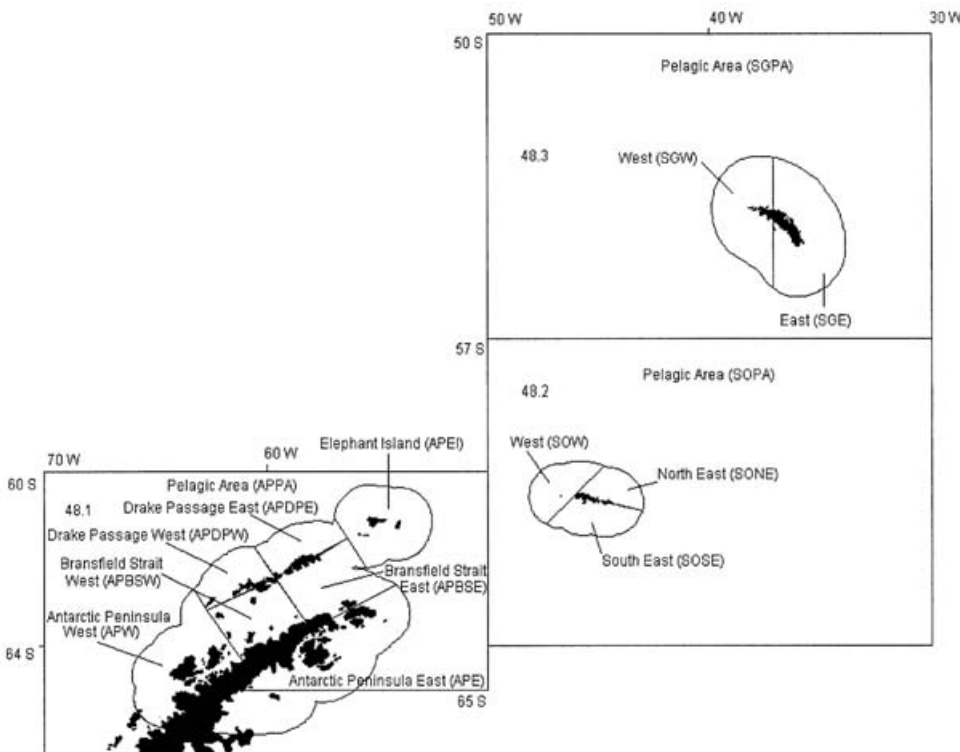 50 W
40 W
30 W
50 S
Pelagic Area (SGPA)
48.3
West (SGW)
East (SGE)
57 S
Pelagic Area (SOPA)
48.2
West (SOW)
North East (SONE)
South East (SOSE)
Elephant Island (APEI)
70 W
60 W
60 S
Pelagic Area (APPA)
48.1
Drake Passage East (APDPE)
Drake Passage West (APDPW)
Bransfield Strait
West (APBSW)
Bransfield Strait
East (APBSE)
Antarctic Peninsula
West (APW)
64 S
Antarctic Peninsula East (APE)
65 S